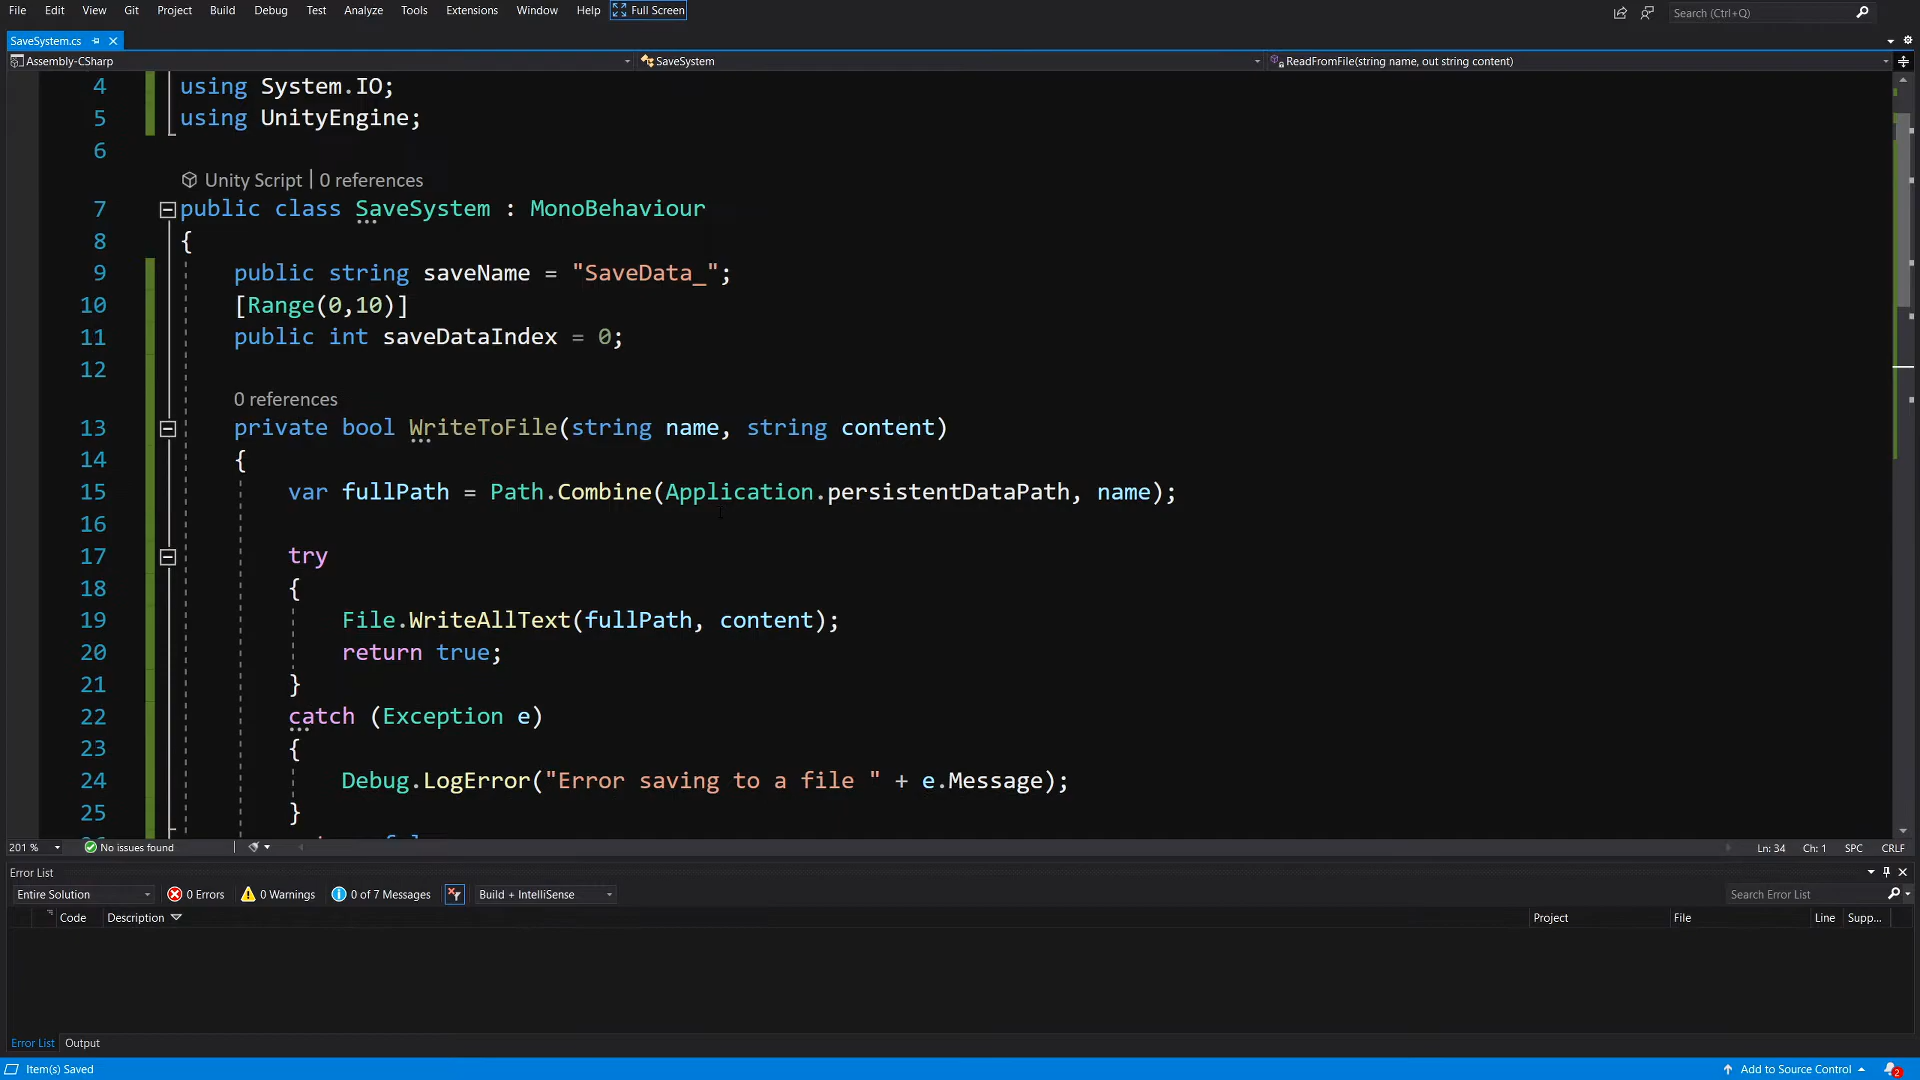 File Edit View Git Project Build Debug Test Analyze Tools Extensions Window Help Full Screen Search (Ctrl+Q)
SaveSystem.cs
Assembly-CSharp SaveSystem ReadFromFile(string name, out string content)
4 using System.IO;
5 using UnityEngine;
6
Unity Script | 0 references
7 public class SaveSystem : MonoBehaviour
8 {
9 public string saveName = "SaveData_";
10 [Range(0,10)]
11 public int saveDataIndex = 0;
12
0 references
13 private bool WriteToFile(string name, string content)
14 {
15 var fullPath = Path.Combine(Application.persistentDataPath, name);
16
17 try
18 {
19 File.WriteAllText(fullPath, content);
20 return true;
21 }
22 catch (Exception e)
23 {
24 Debug.LogError("Error saving to a file " + e.Message);
25 }
201 % No issues found Ln: 34 Ch: 1 SPC CRLF
Error List
Entire Solution 0 Errors 0 Warnings 0 of 7 Messages Build + IntelliSense Search Error List
Code Description Project File Line Supp...
Error List Output
Item(s) Saved Add to Source Control 2